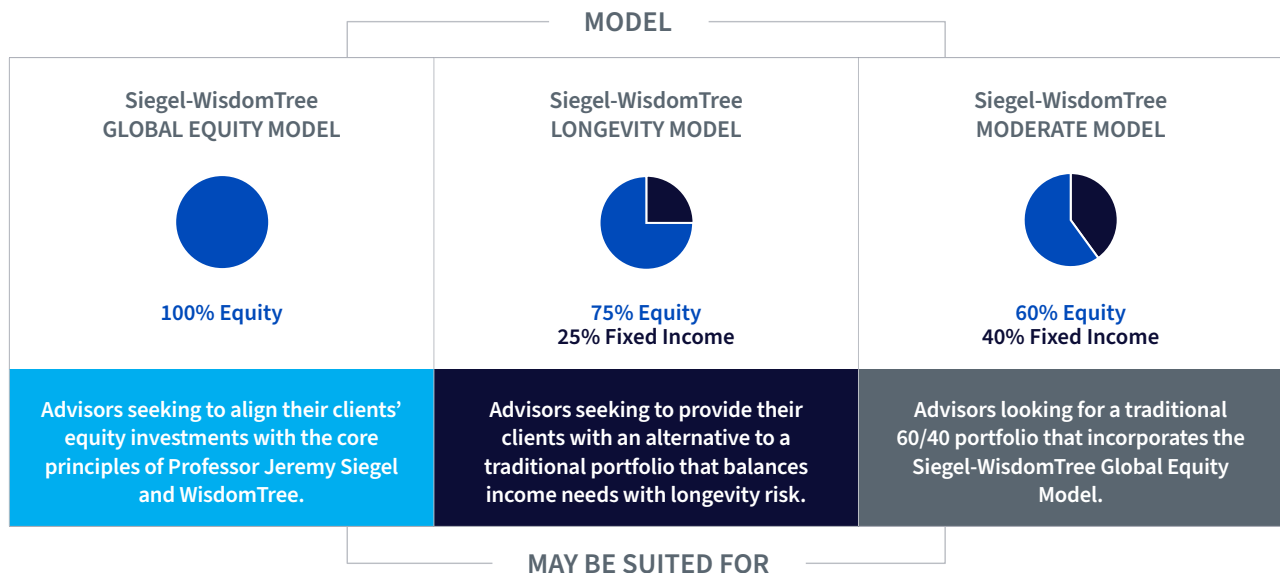 MODEL
Siegel-WisdomTree
GLOBAL EQUITY MODEL
100% Equity
Advisors seeking to align their clients’
equity investments with the core
principles of Professor Jeremy Siegel
and WisdomTree.
Siegel-WisdomTree
LONGEVITY MODEL
75% Equity
25% Fixed Income
Advisors seeking to provide their
clients with an alternative to a
traditional portfolio that balances
income needs with longevity risk.
Siegel-WisdomTree
MODERATE MODEL
60% Equity
40% Fixed Income
Advisors looking for a traditional
60/40 portfolio that incorporates the
Siegel-WisdomTree Global Equity
Model.
MAY BE SUITED FOR